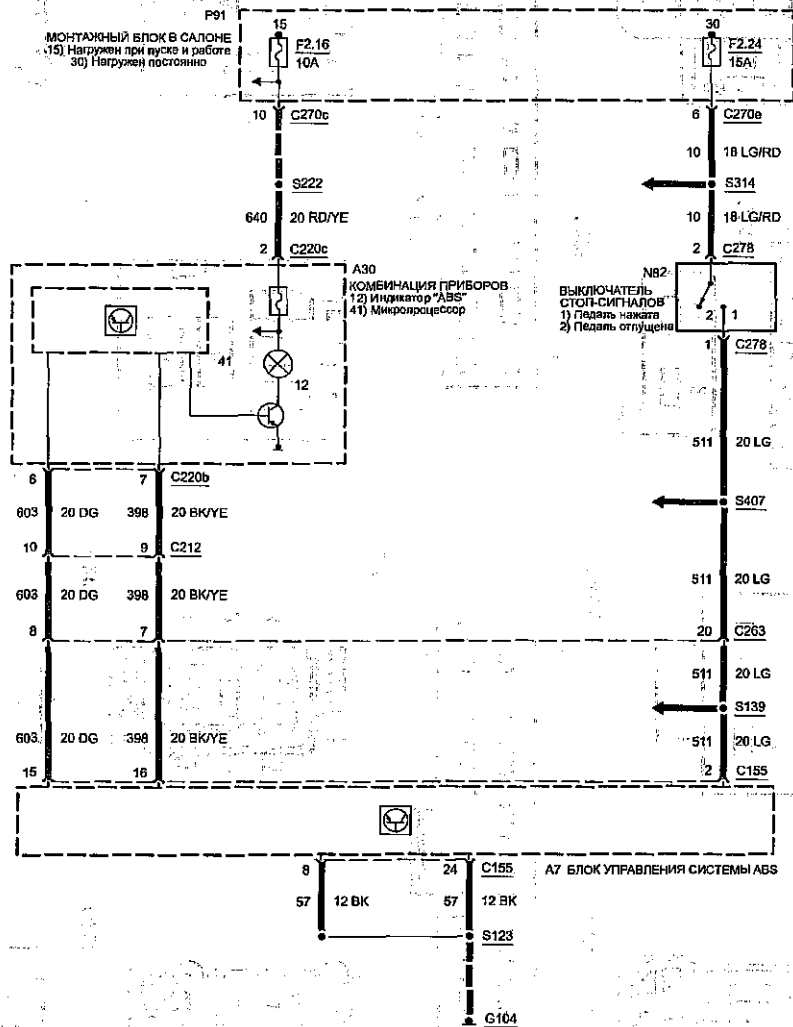 P91
МОНТАЖНЫЙ БЛОК В САЛОНЕ
15) Нагружен при пуске и работе
30) Нагружен постоянно
15
F2.16
10A
30
F2.24
15A
10 C270c
6 C270e
10 18 LG/RD
S222
S314
640 20 RD/YE
10 18 LG/RD
2 C220c
2 C278
A30
КОМБИНАЦИЯ ПРИБОРОВ
12) Индикатор "ABS"
41) Микропроцессор
N82
ВЫКЛЮЧАТЕЛЬ
СТОП-СИГНАЛОВ
1) Педаль нажата
2) Педаль отпущена
2 1
41
12
1 C278
511 20 LG
6 7 C220b
603 20 DG 398 20 BK/YE
S407
10 9 C212
603 20 DG 398 20 BK/YE
511 20 LG
8 7 20 C263
511 20 LG
S139
603 20 DG 398 20 BK/YE
511 20 LG
15 16 2 C155
8 24 C155
A7 БЛОК УПРАВЛЕНИЯ СИСТЕМЫ ABS
57 12 BK 57 12 BK
S123
G104